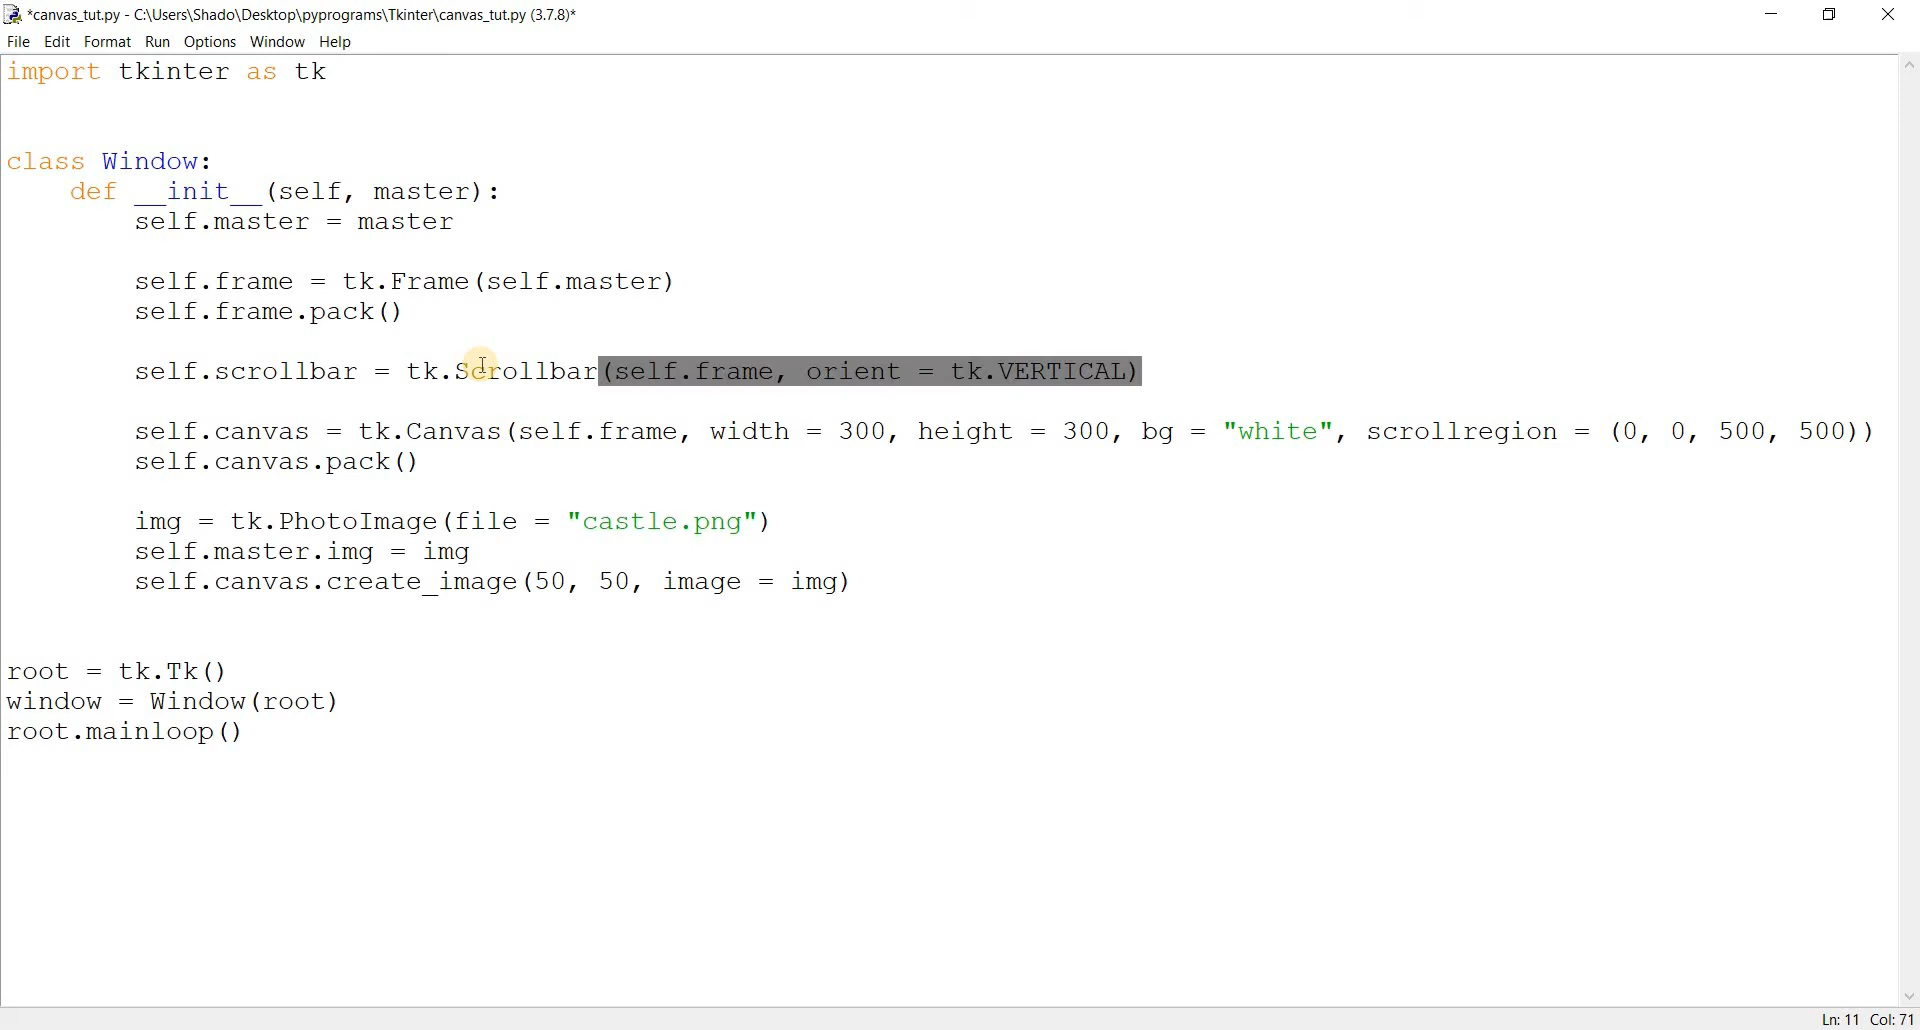 *canvas_tut.py - C:\Users\Shado\Desktop\pyprograms\Tkinter\canvas_tut.py (3.7.8)*
File Edit Format Run Options Window Help
import tkinter as tk
class Window:
    def __init__(self, master):
        self.master = master
        self.frame = tk.Frame(self.master)
        self.frame.pack()
        self.scrollbar = tk.Scrollbar(self.frame, orient = tk.VERTICAL)
        self.canvas = tk.Canvas(self.frame, width = 300, height = 300, bg = "white", scrollregion = (0, 0, 500, 500))
        self.canvas.pack()
        img = tk.PhotoImage(file = "castle.png")
        self.master.img = img
        self.canvas.create_image(50, 50, image = img)
root = tk.Tk()
window = Window(root)
root.mainloop()
Ln: 11 Col: 71